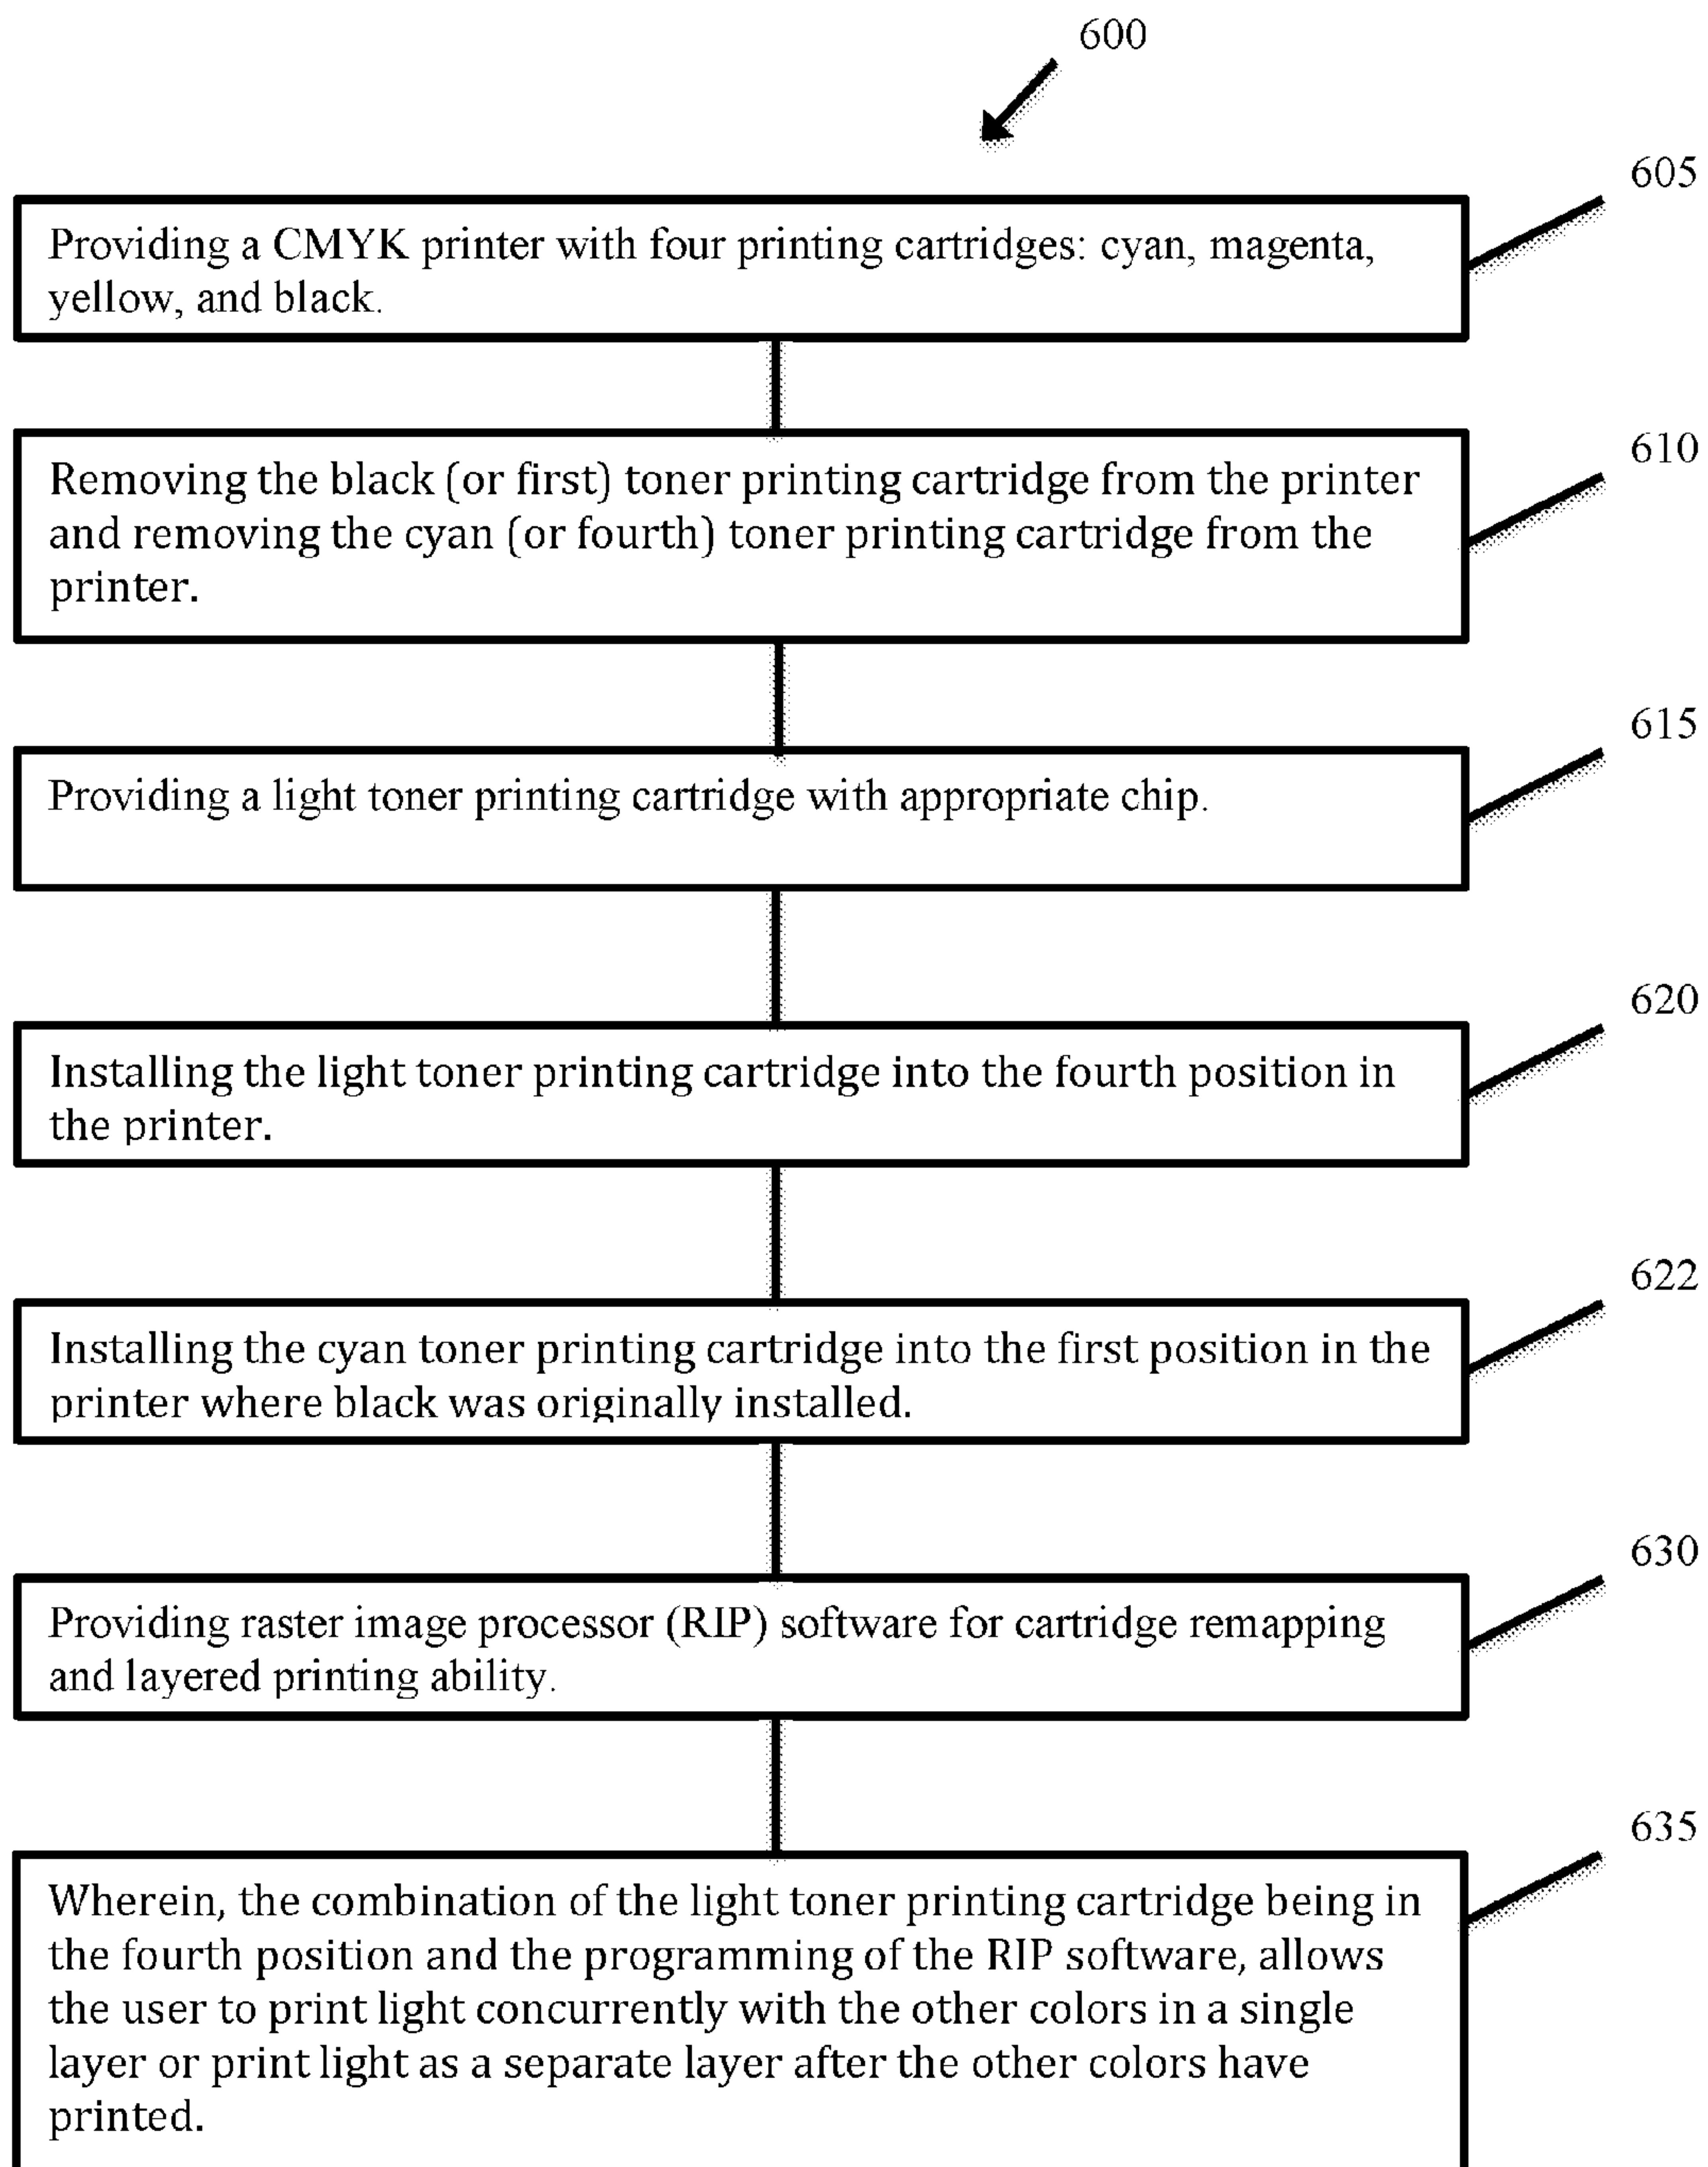 600
605
Providing a CMYK printer with four printing cartridges: cyan, magenta,
yellow, and black.
610
Removing the black (or first) toner printing cartridge from the printer
and removing the cyan (or fourth) toner printing cartridge from the
printer.
615
Providing a light toner printing cartridge with appropriate chip.
620
Installing the light toner printing cartridge into the fourth position in
the printer.
622
Installing the cyan toner printing cartridge into the first position in the
printer where black was originally installed.
630
Providing raster image processor (RIP) software for cartridge remapping
and layered printing ability.
635
Wherein, the combination of the light toner printing cartridge being in
the fourth position and the programming of the RIP software, allows
the user to print light concurrently with the other colors in a single
layer or print light as a separate layer after the other colors have
printed.